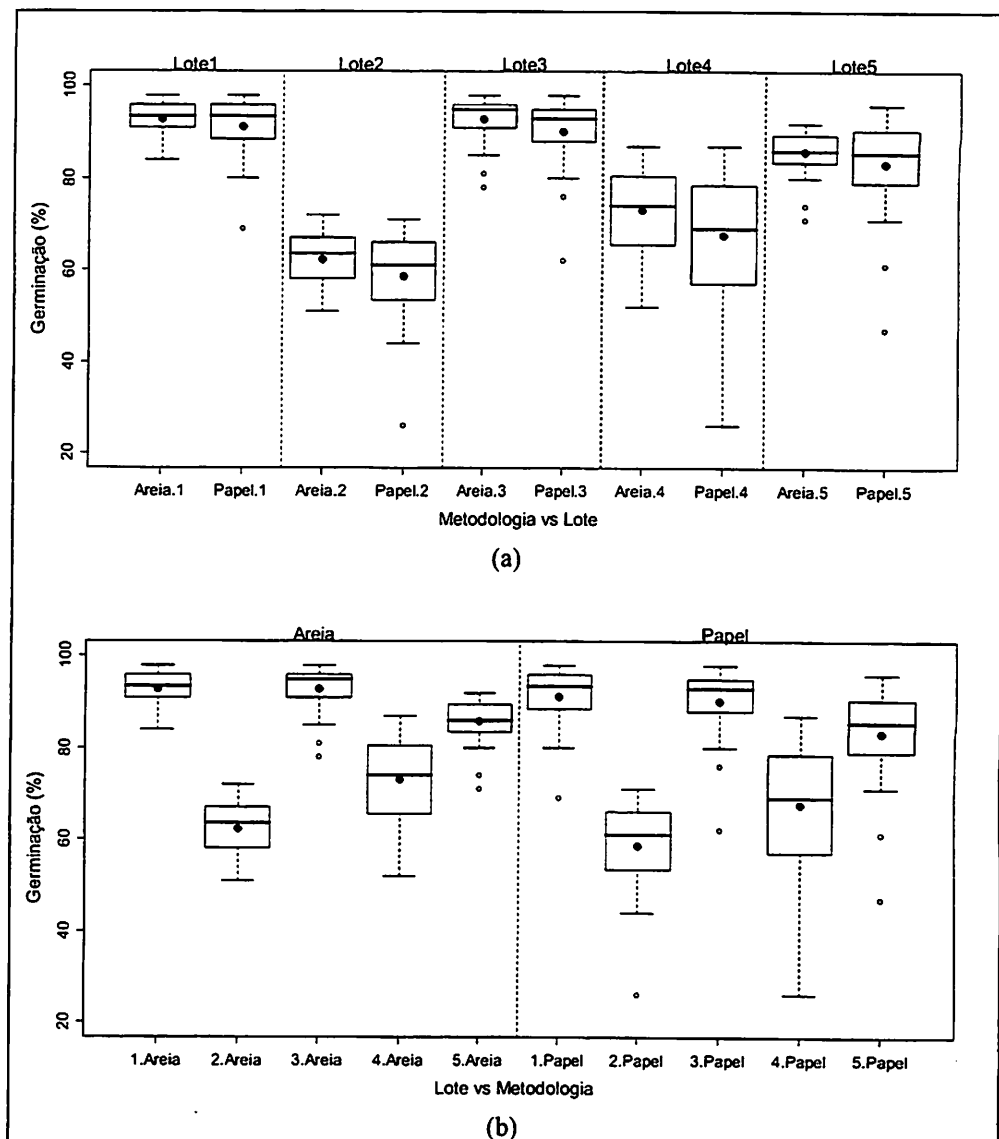 Lote1 Lote2 Lote3 Lote4 Lote5
100
80
60
40
20
Germinação (%)
Areia.1 Papel.1 Areia.2 Papel.2 Areia.3 Papel.3 Areia.4 Papel.4 Areia.5 Papel.5
Metodologia vs Lote
(a)
Areia Papel
100
80
60
40
20
Germinação (%)
1.Areia 2.Areia 3.Areia 4.Areia 5.Areia 1.Papel 2.Papel 3.Papel 4.Papel 5.Papel
Lote vs Metodologia
(b)